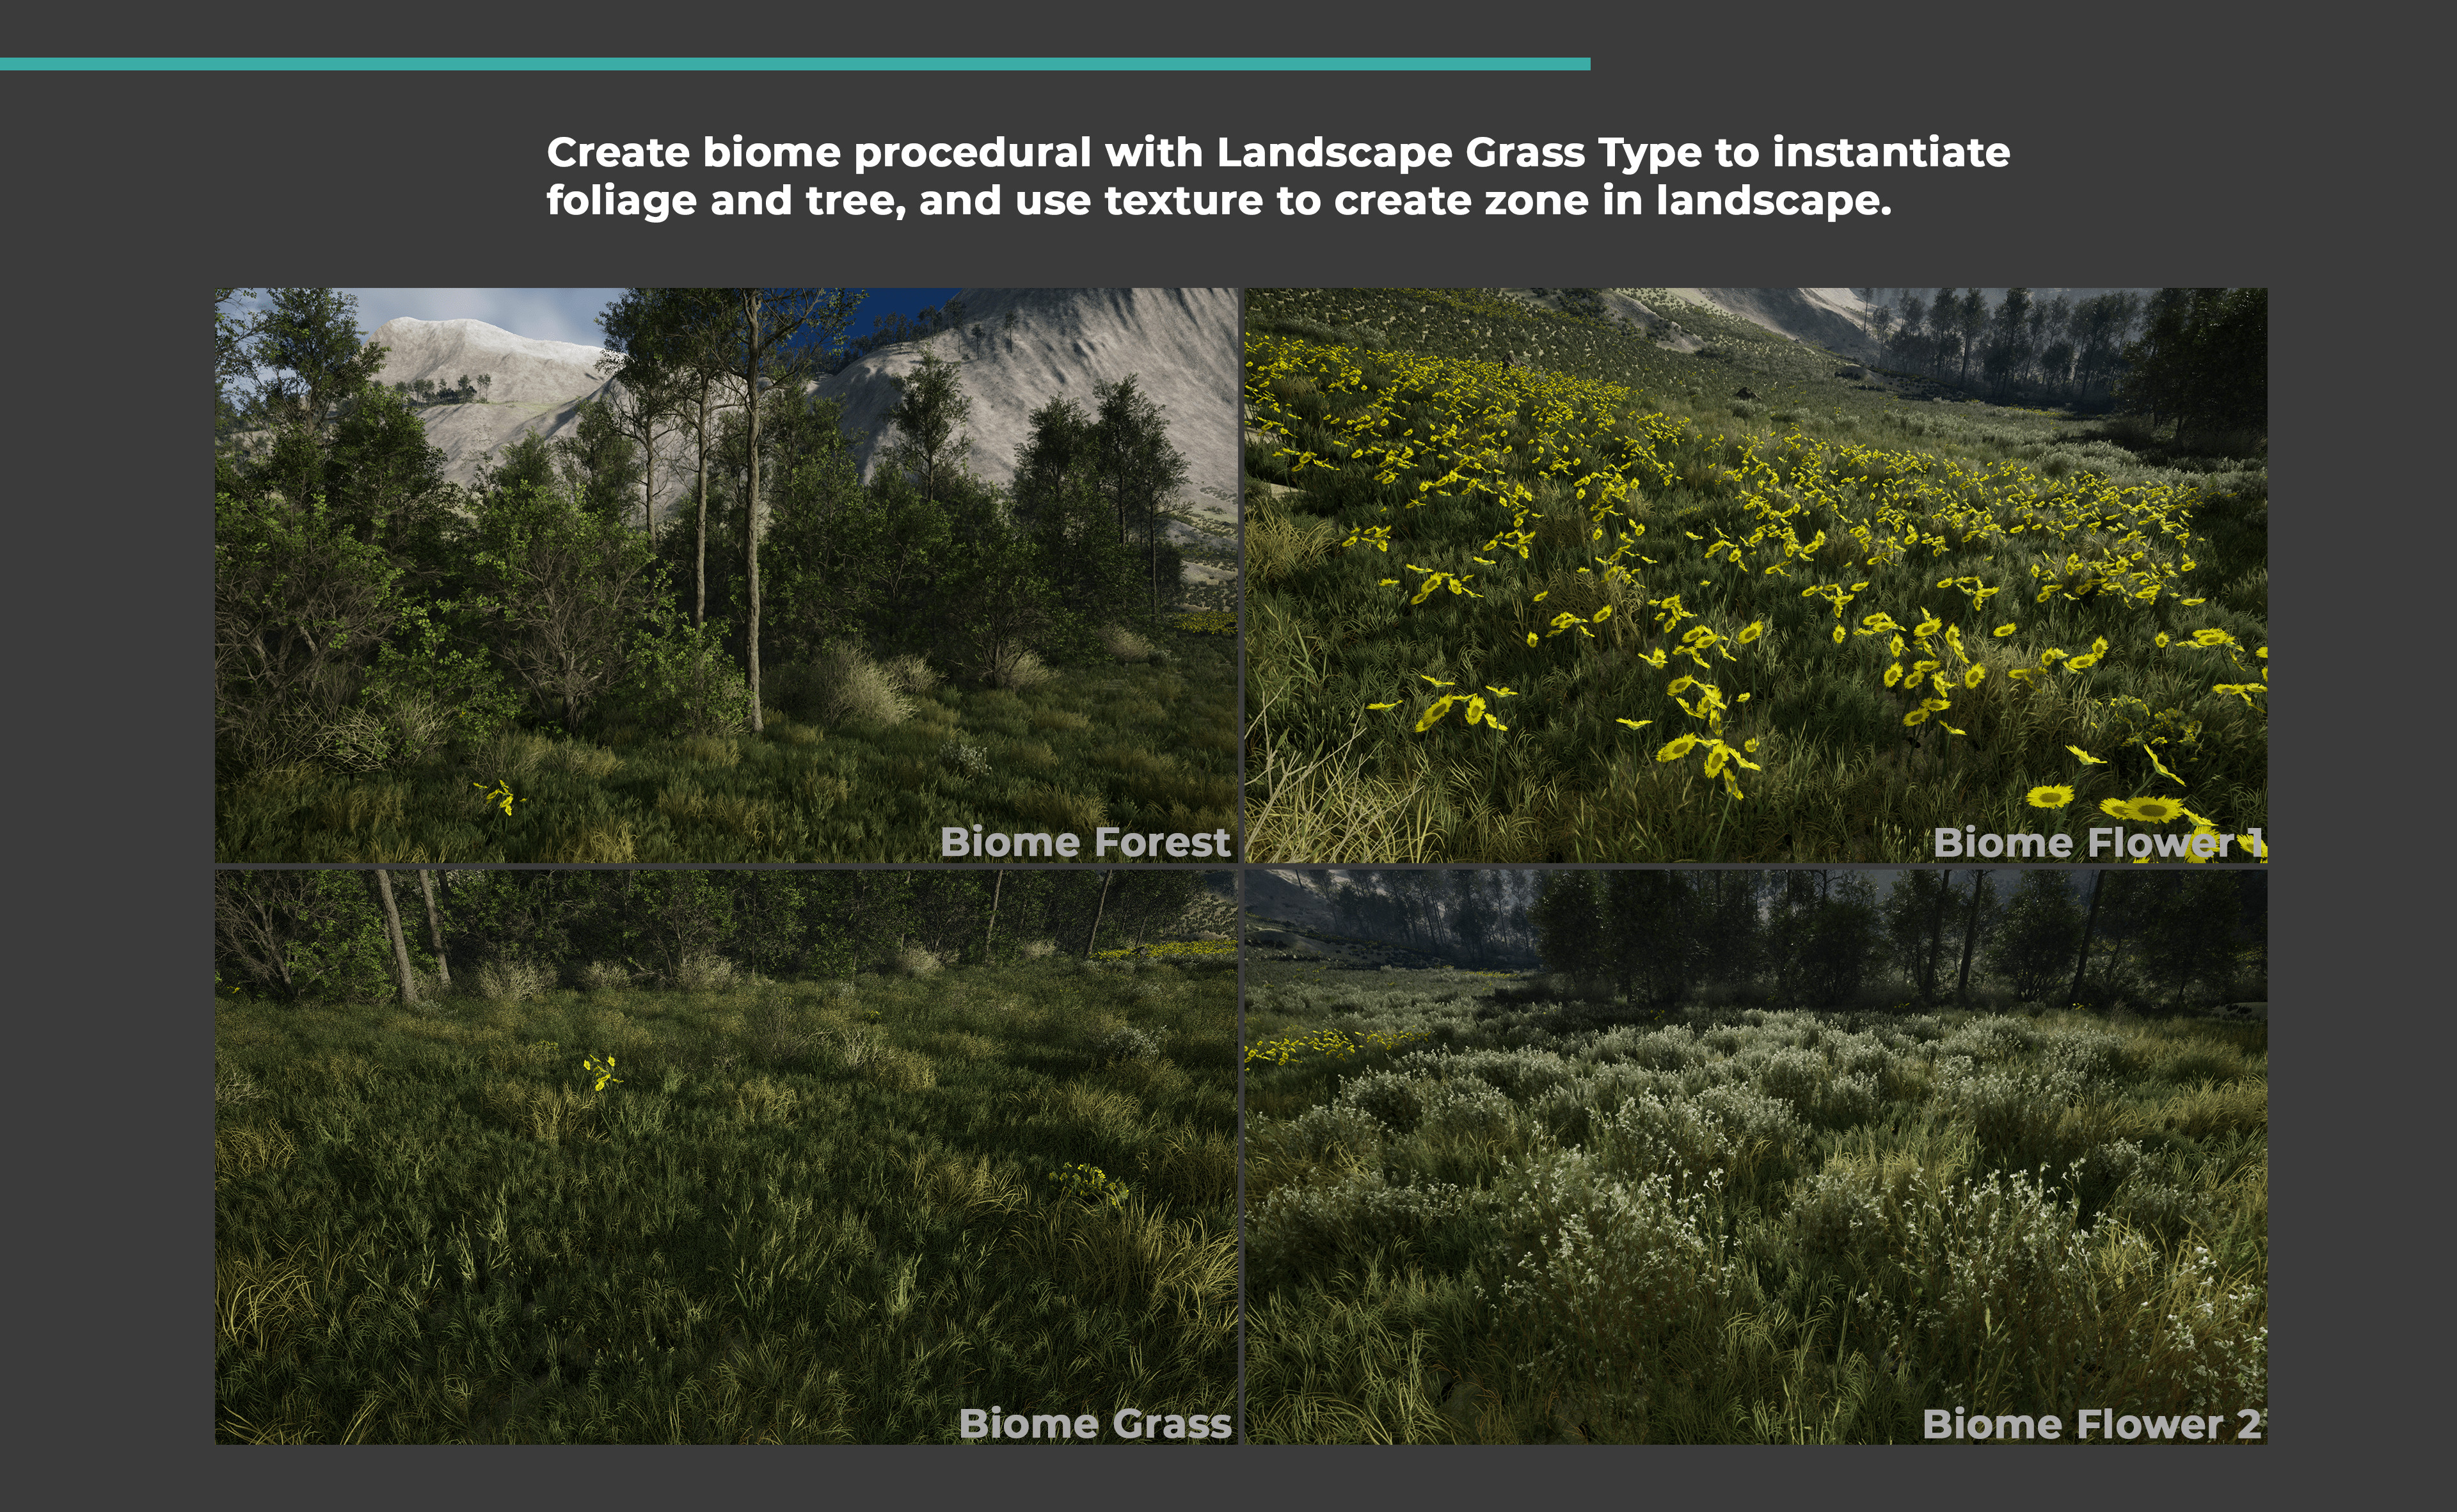 Create biome procedural with Landscape Grass Type to instantiate
foliage and tree, and use texture to create zone in landscape.
Biome Forest
Biome Flower 1
Biome Grass
Biome Flower 2